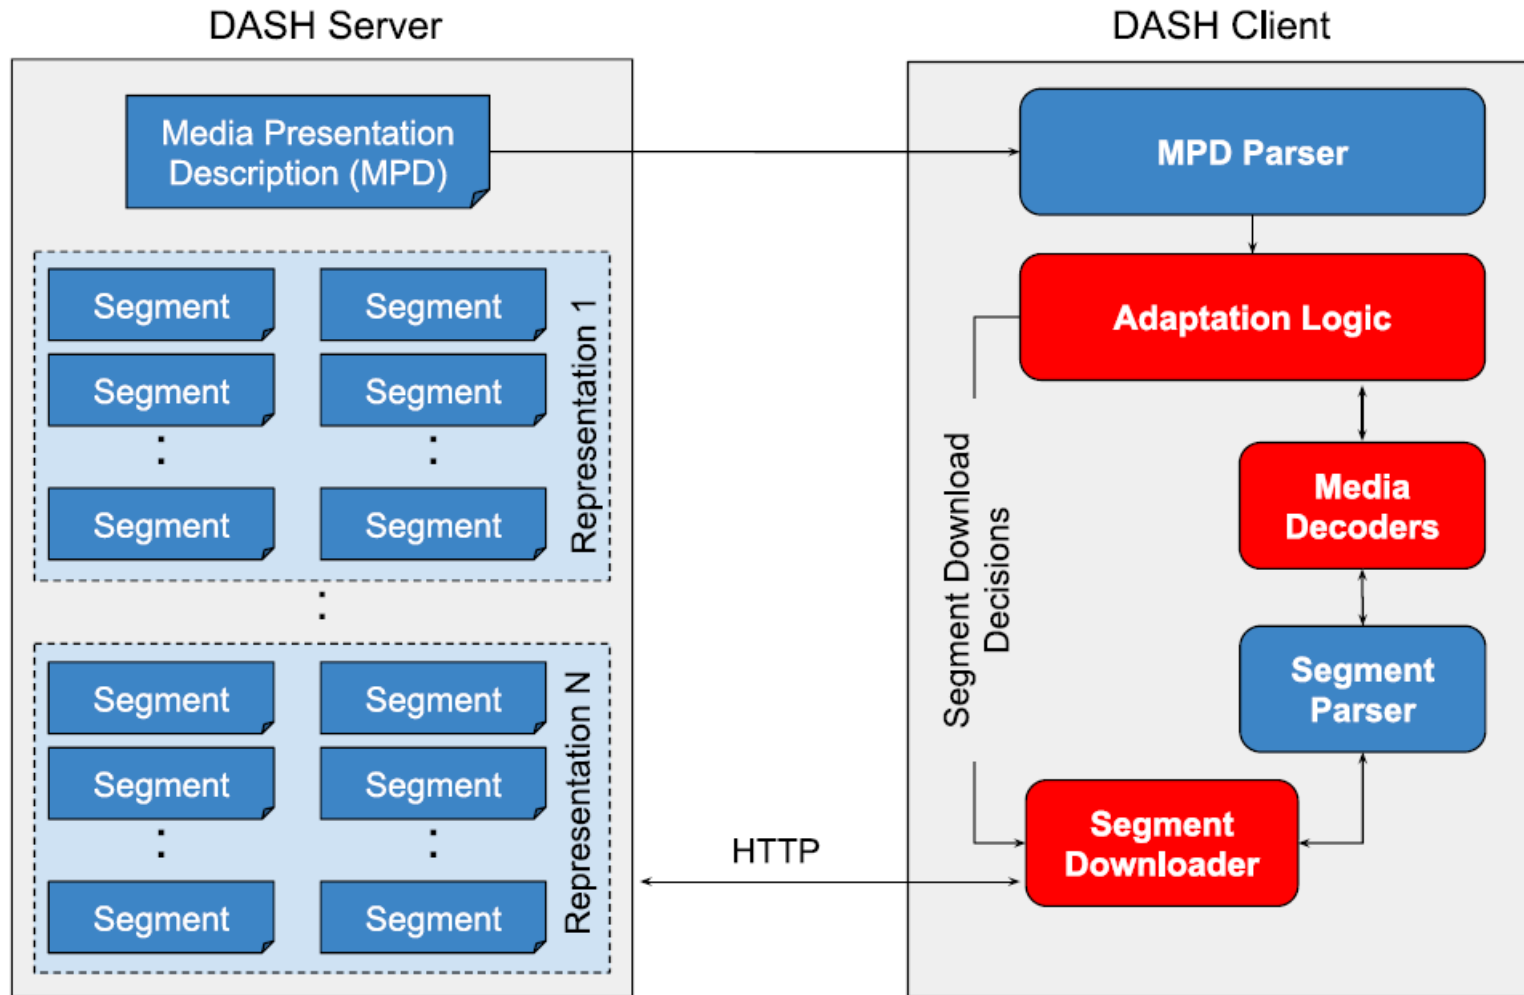 DASH Server
Media Presentation
Description (MPD)
Segment
Segment
Segment
Segment
Segment
Segment
Representation 1
Segment
Segment
Segment
Segment
Segment
Segment
Representation N
HTTP
DASH Client
MPD Parser
Adaptation Logic
Media
Decoders
Segment
Parser
Segment
Downloader
Segment Download
Decisions